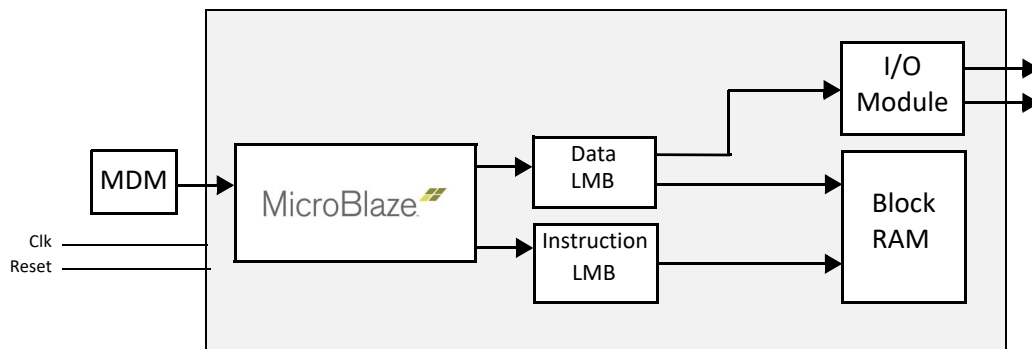 I/O
Module
MDM
MicroBlaze
Data
LMB
Block
RAM
Clk
Reset
Instruction
LMB